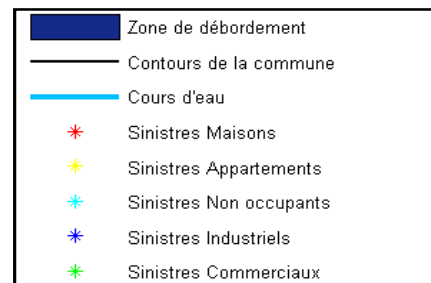 Zone de débordement
Contours de la commune
Cours d'eau
Sinistres Maisons
Sinistres Appartements
Sinistres Non occupants
Sinistres Industriels
Sinistres Commerciaux